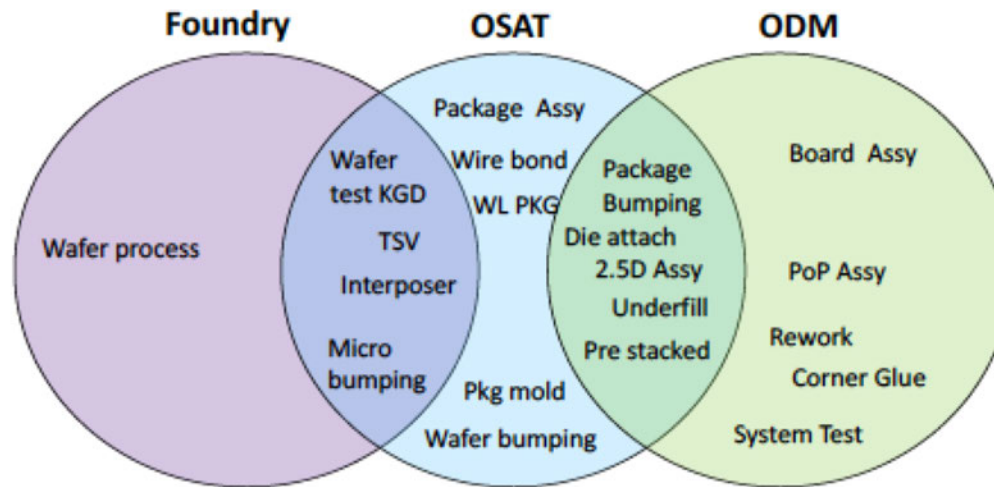 Foundry
OSAT
ODM
Wafer process
Wafer
test KGD
TSV
Interposer
Micro
bumping
Package Assy
Wire bond
WL PKG
Pkg mold
Wafer bumping
Package
Bumping
Die attach
2.5D Assy
Underfill
Pre stacked
Board Assy
PoP Assy
Rework
Corner Glue
System Test